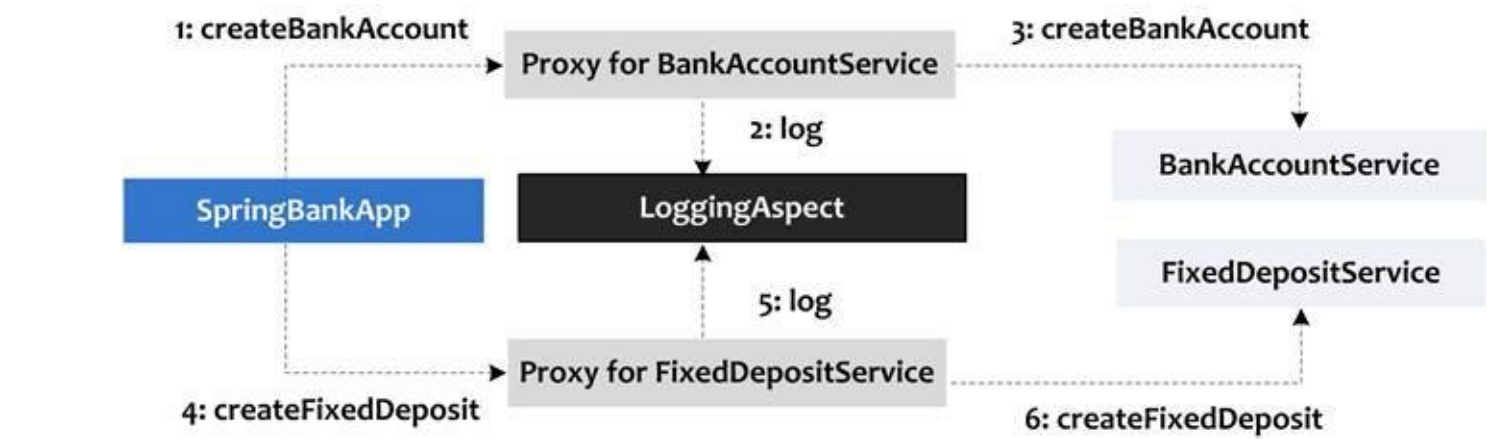 1: createBankAccount
3: createBankAccount
Proxy for BankAccountService
2: log
BankAccountService
SpringBankApp
LoggingAspect
FixedDepositService
5: log
Proxy for FixedDepositService
4: createFixedDeposit
6: createFixedDeposit